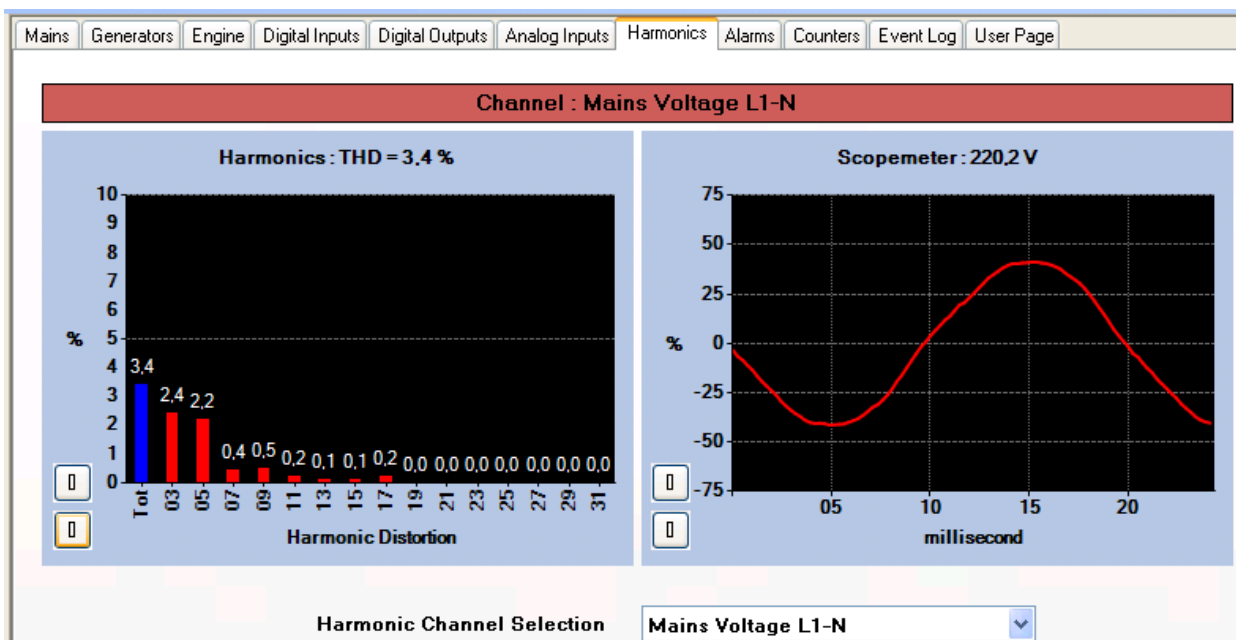 Mains Generators Engine Digital Inputs Digital Outputs Analog Inputs Harmonics Alarms Counters Event Log User Page
Channel : Mains Voltage L1-N
Harmonics : THD = 3,4 %
10
9
8
7
6
5
4
3
2
1
0
%
3,4 2,4 2,2 0,4 0,5 0,2 0,1 0,1 0,2 0,0 0,0 0,0 0,0 0,0 0,0 0,0
Tot 03 05 07 09 11 13 15 17 19 21 23 25 27 29 31
Harmonic Distortion
Scopemeter : 220,2 V
75
50
25
0
-25
-50
-75
%
05 10 15 20
millisecond
Harmonic Channel Selection Mains Voltage L1-N